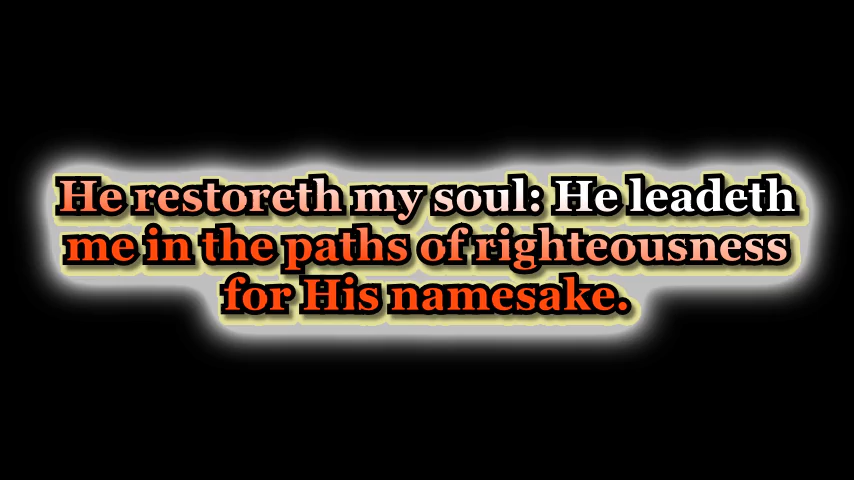 He restoreth my soul: He leadeth
me in the paths of righteousness
for His namesake.